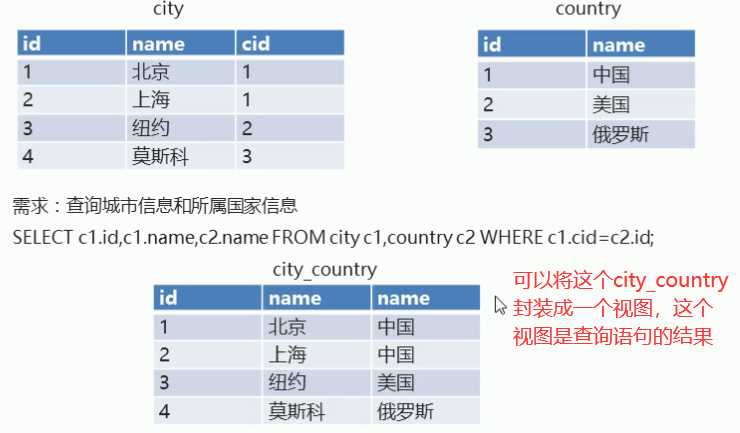 city
country
id name cid
1 北京 1
2 上海 1
3 纽约 2
4 莫斯科 3
id name
1 中国
2 美国
3 俄罗斯
需求：查询城市信息和所属国家信息
SELECT c1.id,c1.name,c2.name FROM city c1,country c2 WHERE c1.cid=c2.id;
city_country
id name name
1 北京 中国
2 上海 中国
3 纽约 美国
4 莫斯科 俄罗斯
可以将这个city_country
封装成一个视图，这个
视图是查询语句的结果